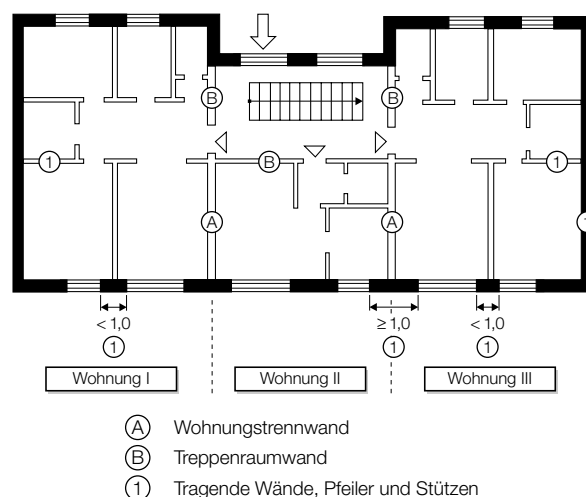 B B
1 B 1
A A 1
< 1,0 ≥ 1,0 < 1,0
1 1 1
Wohnung I Wohnung II Wohnung III
A Wohnungstrennwand
B Treppenraumwand
1 Tragende Wände, Pfeiler und Stützen